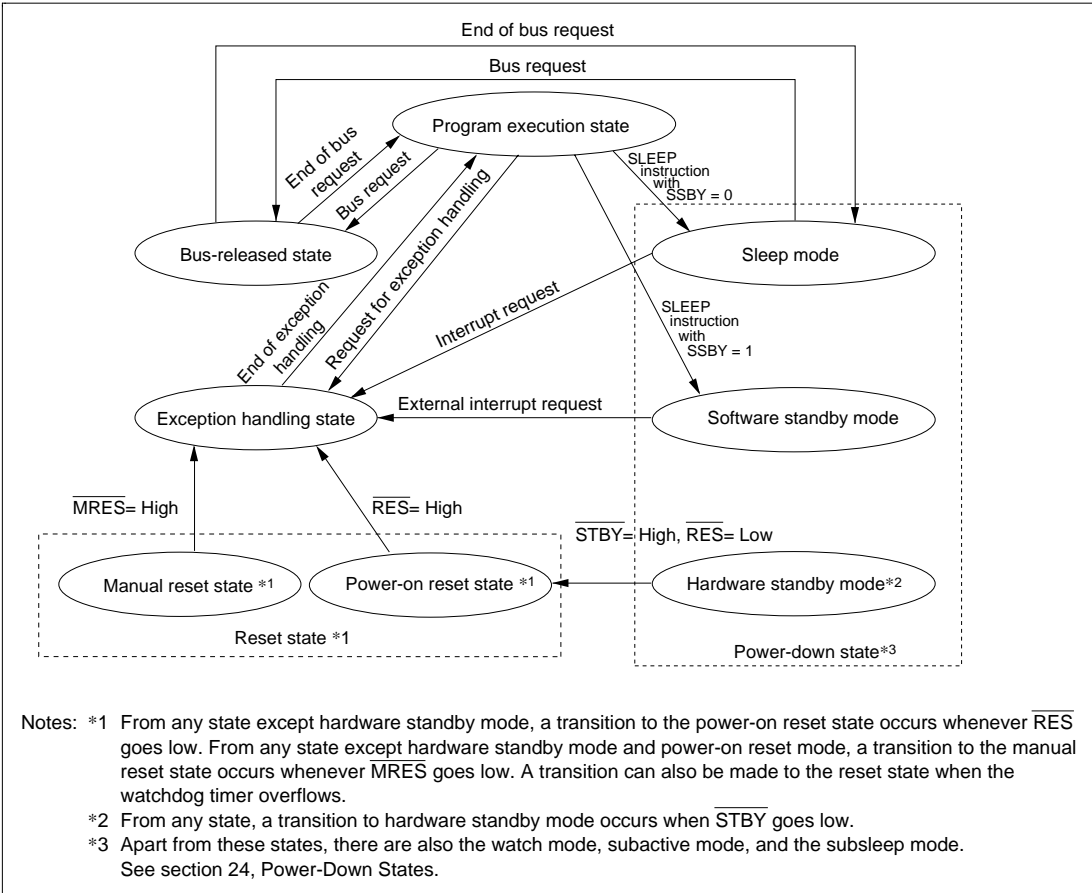 End of bus request
Bus request
Program execution state
End of bus
request
Bus request
SLEEP
instruction
with
SSBY = 0
Bus-released state
Sleep mode
End of exception
handling
Request for exception handling
Interrupt request
SLEEP
instruction
with
SSBY = 1
Exception handling state
External interrupt request
Software standby mode
MRES= High
RES= High
STBY= High, RES= Low
Manual reset state *1
Power-on reset state *1
Hardware standby mode*2
Reset state *1
Power-down state*3
Notes: *1 From any state except hardware standby mode, a transition to the power-on reset state occurs whenever RES
goes low. From any state except hardware standby mode and power-on reset mode, a transition to the manual
reset state occurs whenever MRES goes low. A transition can also be made to the reset state when the
watchdog timer overflows.
*2 From any state, a transition to hardware standby mode occurs when STBY goes low.
*3 Apart from these states, there are also the watch mode, subactive mode, and the subsleep mode.
See section 24, Power-Down States.